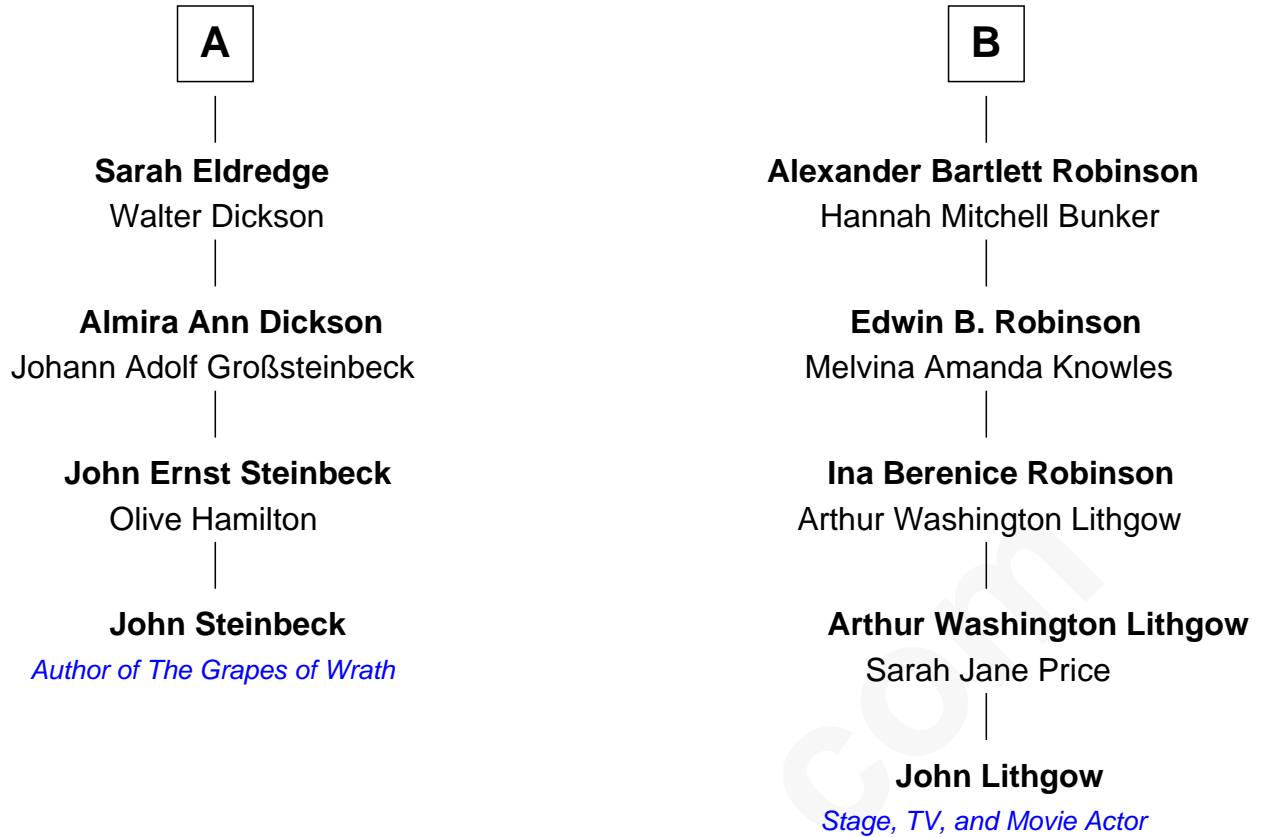 A
Sarah Eldredge
Walter Dickson
Almira Ann Dickson
Johann Adolf Großsteinbeck
John Ernst Steinbeck
Olive Hamilton
John Steinbeck
Author of The Grapes of Wrath
B
Alexander Bartlett Robinson
Hannah Mitchell Bunker
Edwin B. Robinson
Melvina Amanda Knowles
Ina Berenice Robinson
Arthur Washington Lithgow
Arthur Washington Lithgow
Sarah Jane Price
John Lithgow
Stage, TV, and Movie Actor
com